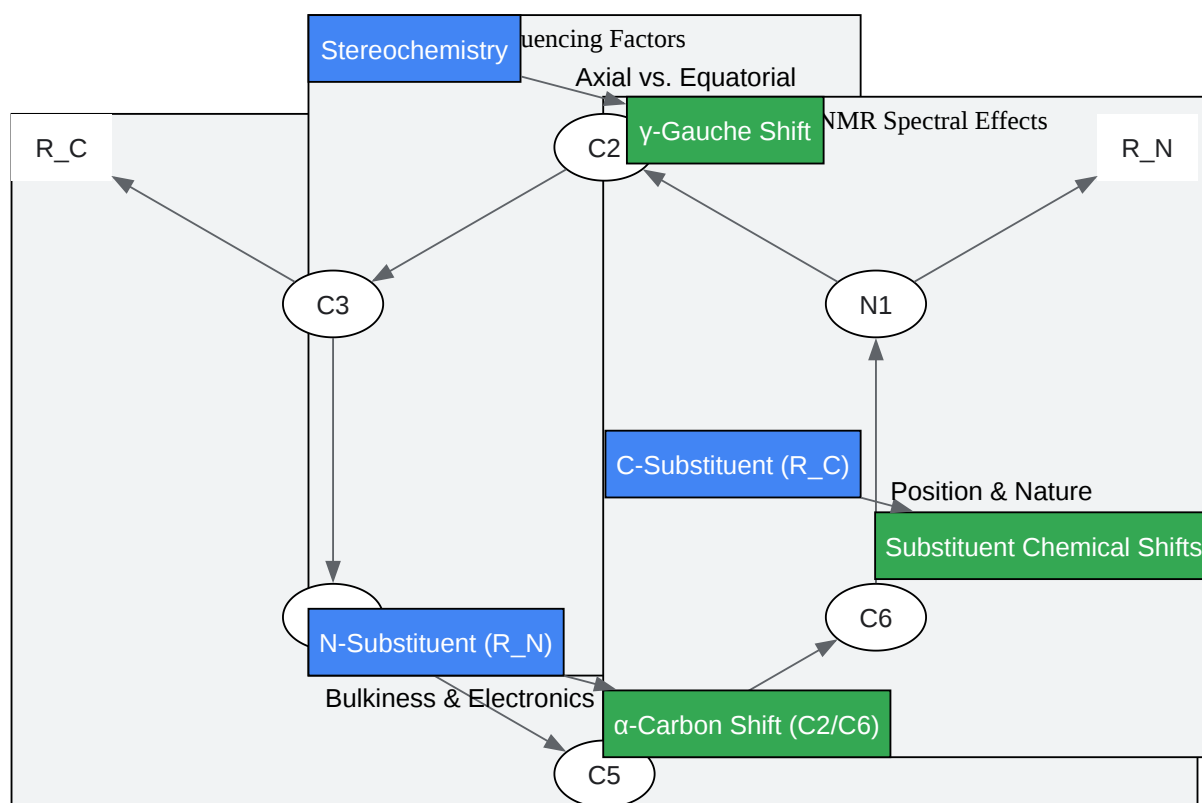 Stereochemistry
uencing Factors
Axial vs. Equatorial
γ-Gauche Shift
NMR Spectral Effects
R_C
C2
R_N
C3
N1
C-Substituent (R_C)
Position & Nature
Substituent Chemical Shifts
C6
N-Substituent (R_N)
Bulkiness & Electronics
α-Carbon Shift (C2/C6)
C5